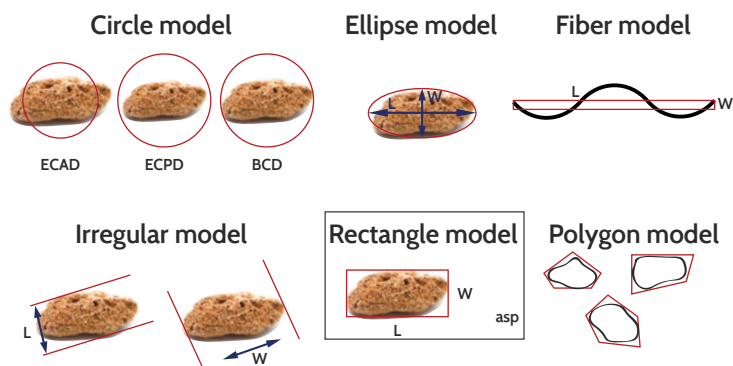 Circle model
Ellipse model
Fiber model
L
W
L
W
ECAD
ECPD
BCD
Irregular model
Rectangle model
Polygon model
L
W
W
L
asp